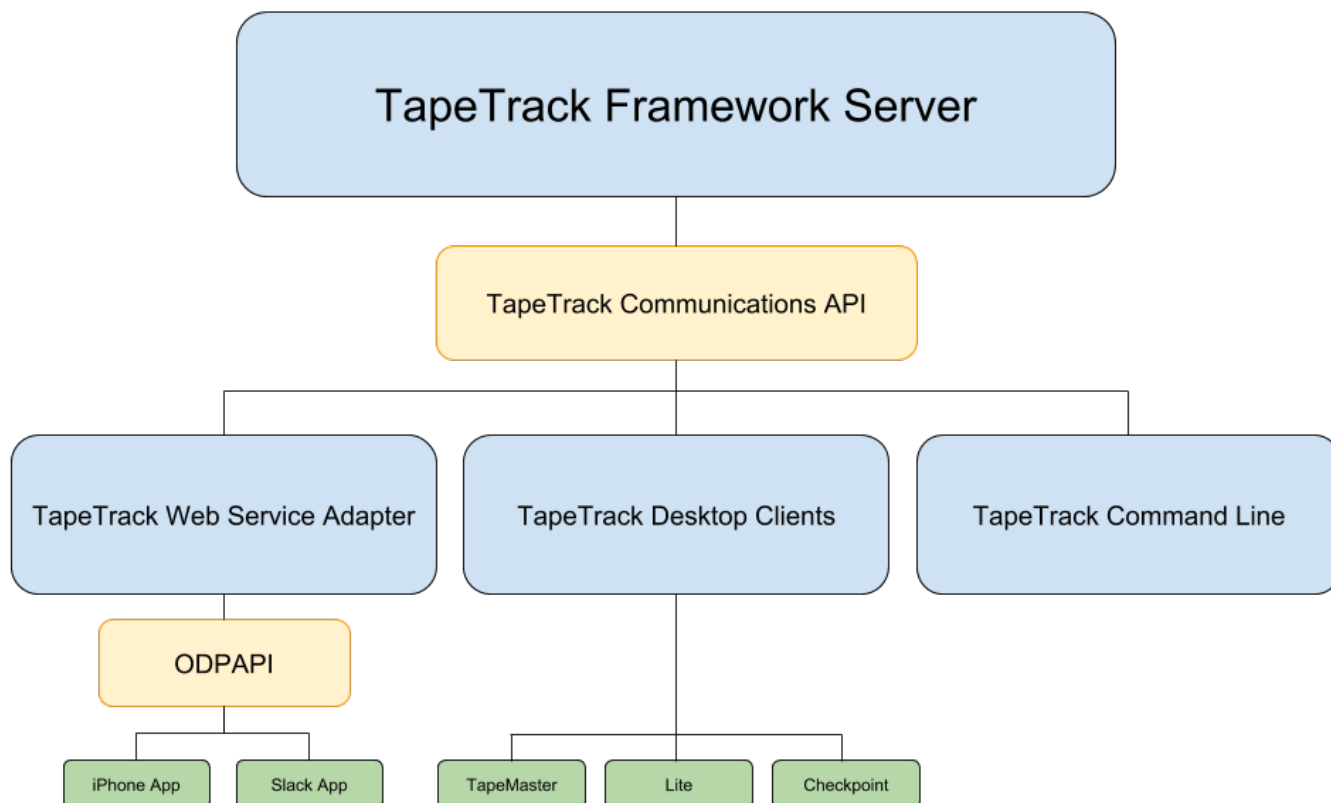 TapeTrack Framework Server
TapeTrack Communications API
TapeTrack Web Service Adapter
TapeTrack Desktop Clients
TapeTrack Command Line
ODPAPI
iPhone App
Slack App
TapeMaster
Lite
Checkpoint